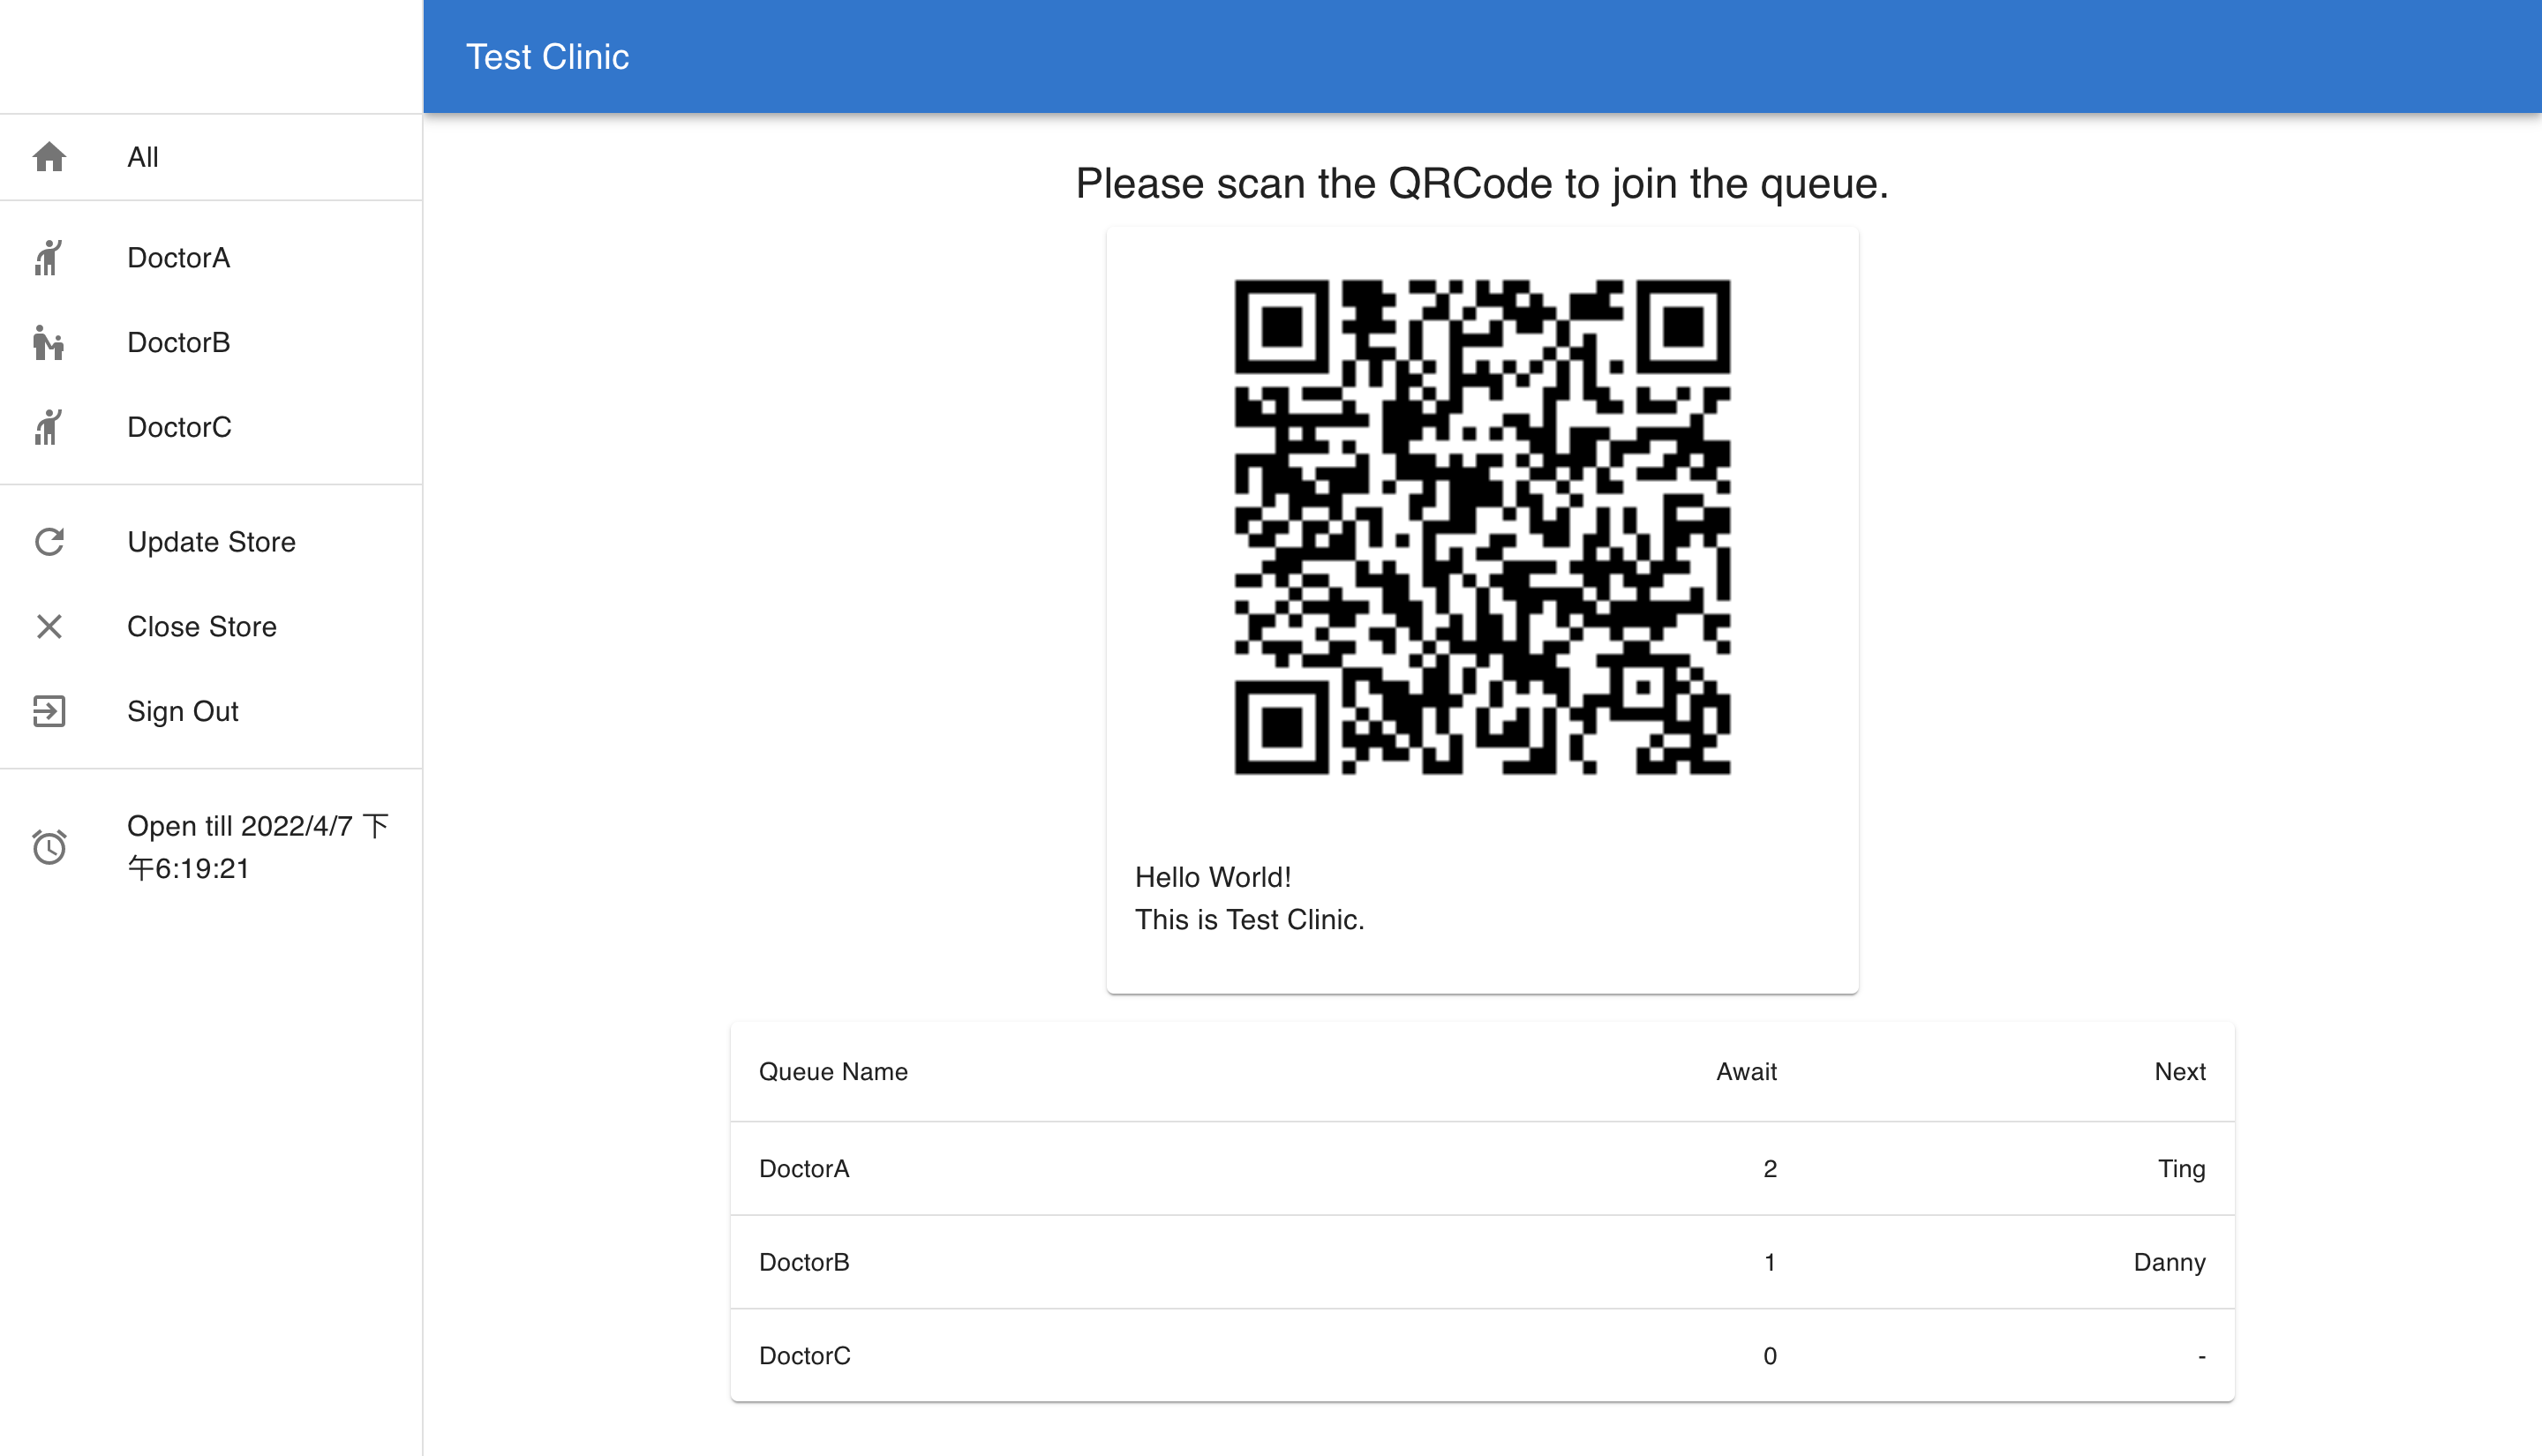 Test Clinic
All
DoctorA
DoctorB
DoctorC
Update Store
Close Store
Sign Out
Open till 2022/4/7 下
午6:19:21
Please scan the QRCode to join the queue.
Hello World!
This is Test Clinic.
Queue Name Await Next
DoctorA 2 Ting
DoctorB 1 Danny
DoctorC 0 -